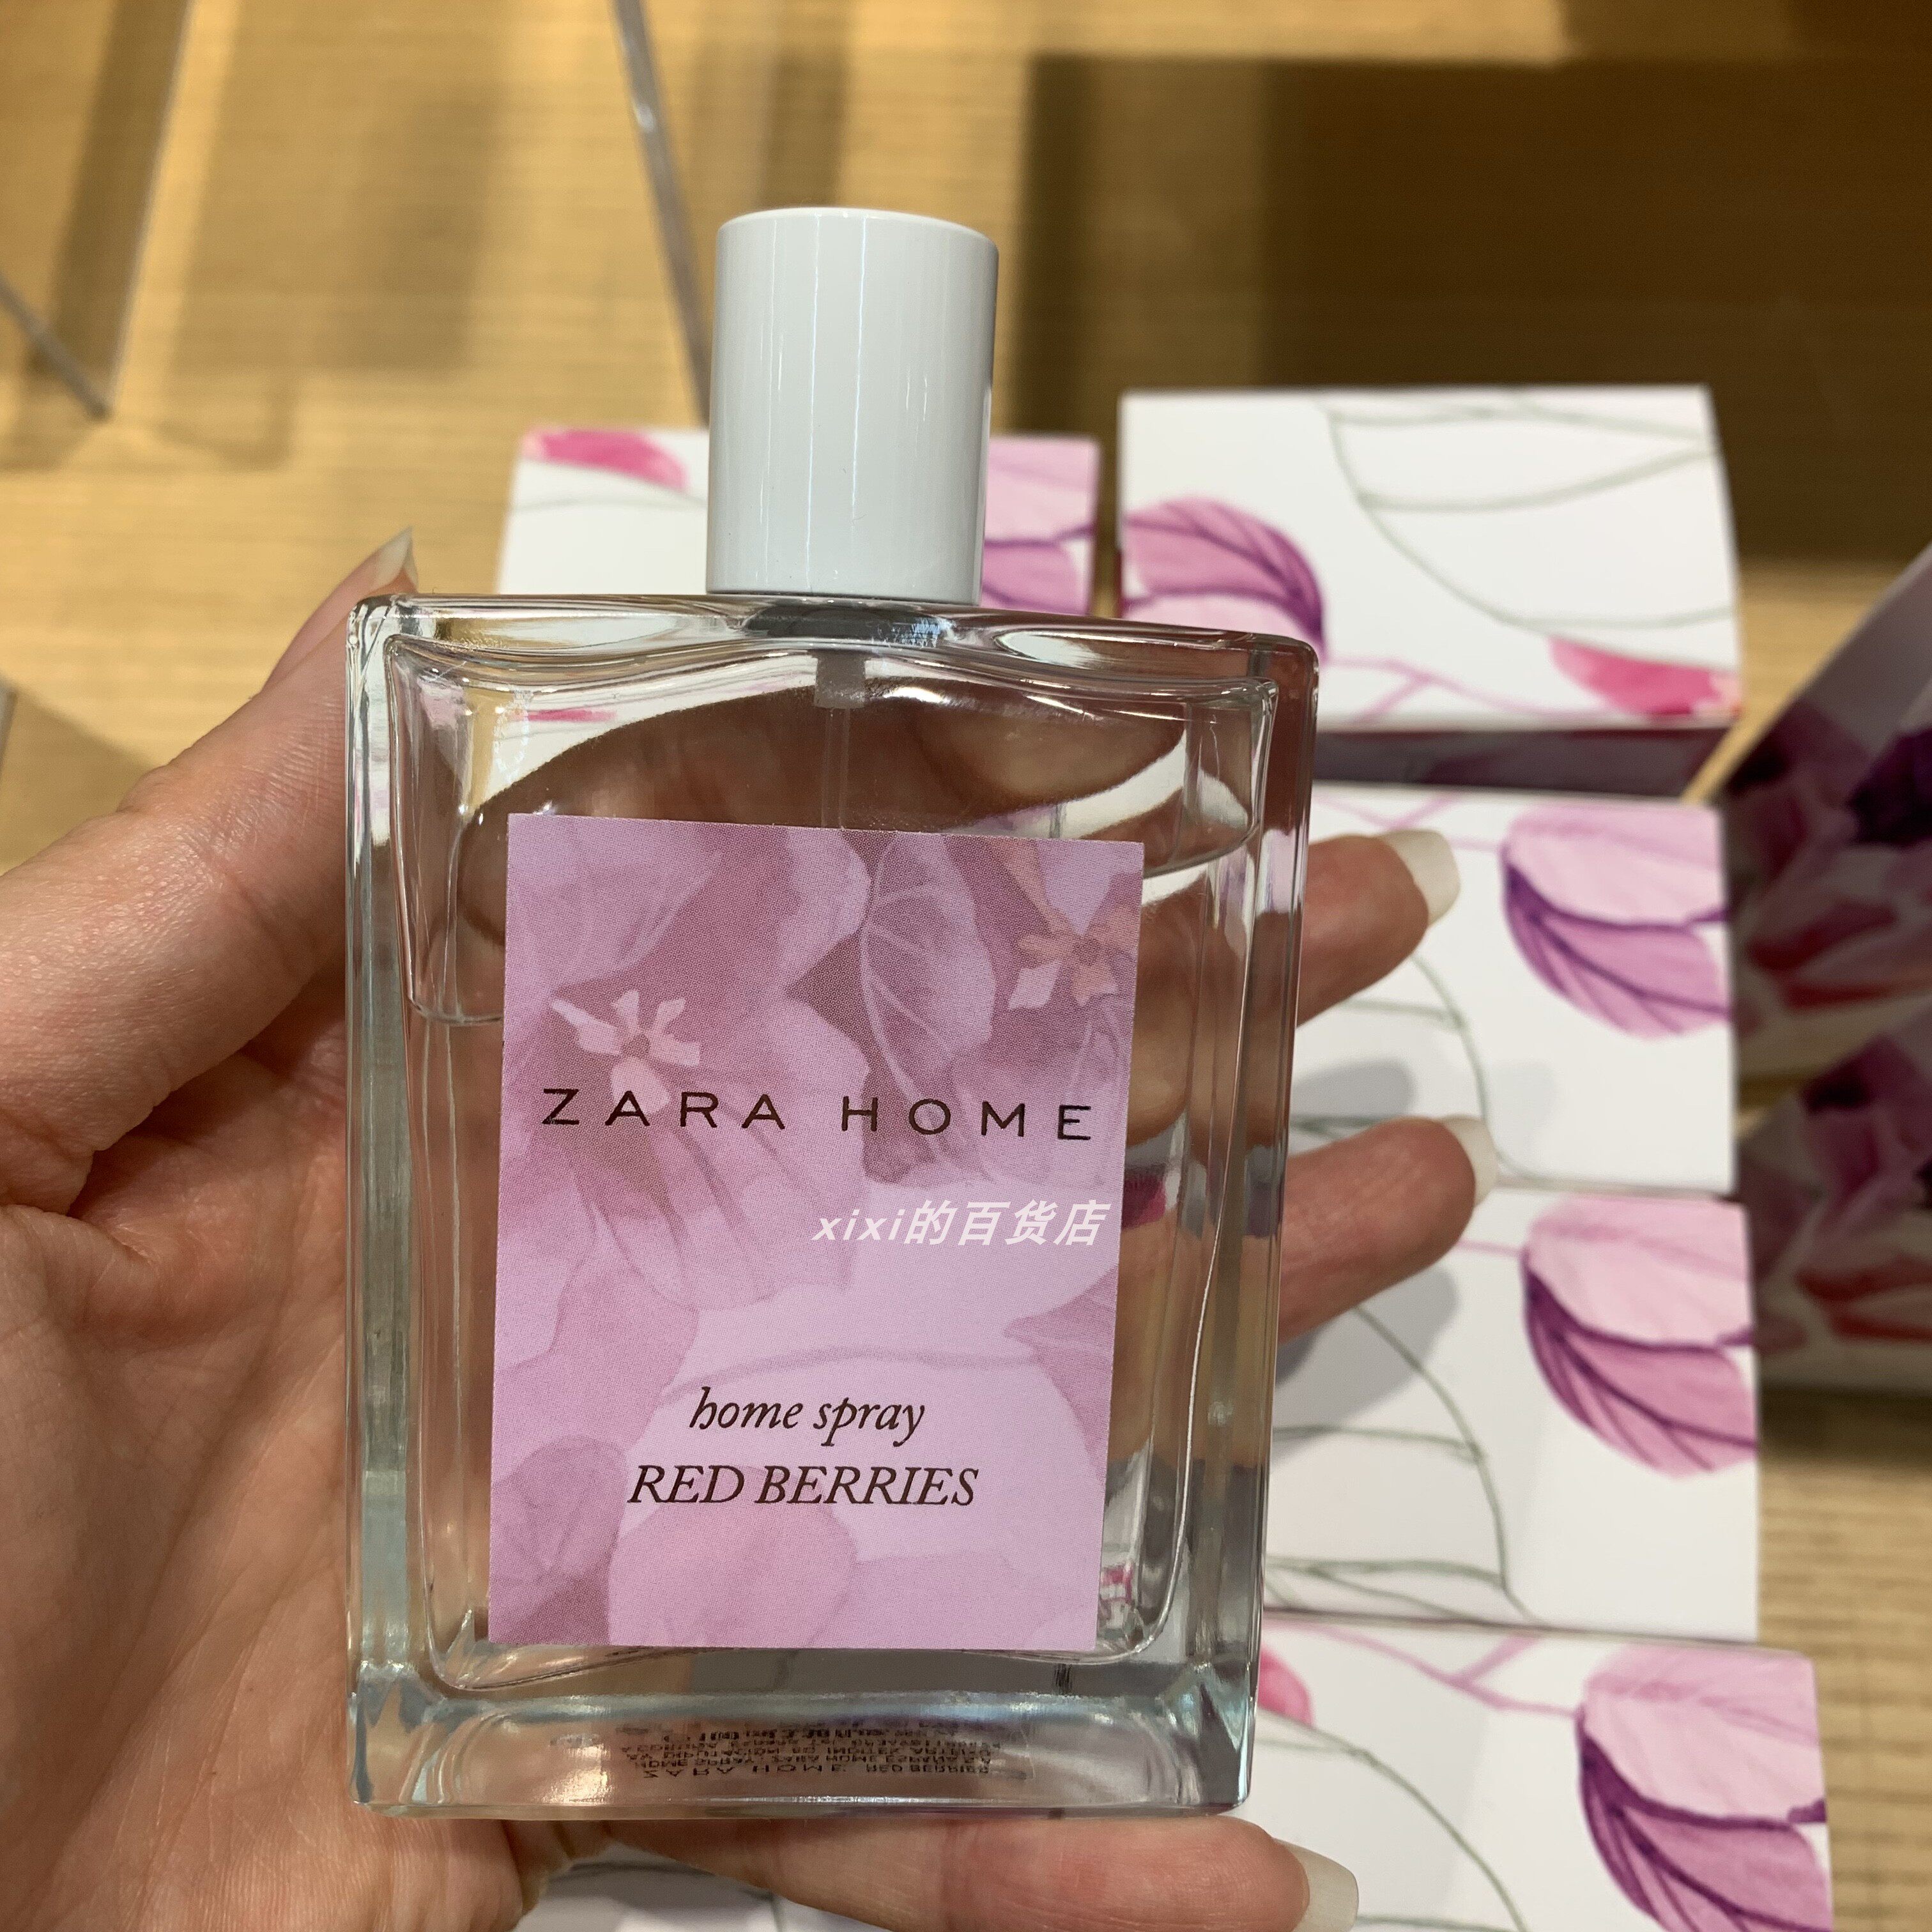 ZARA HOME
xixi的百货店
home spray
RED BERRIES